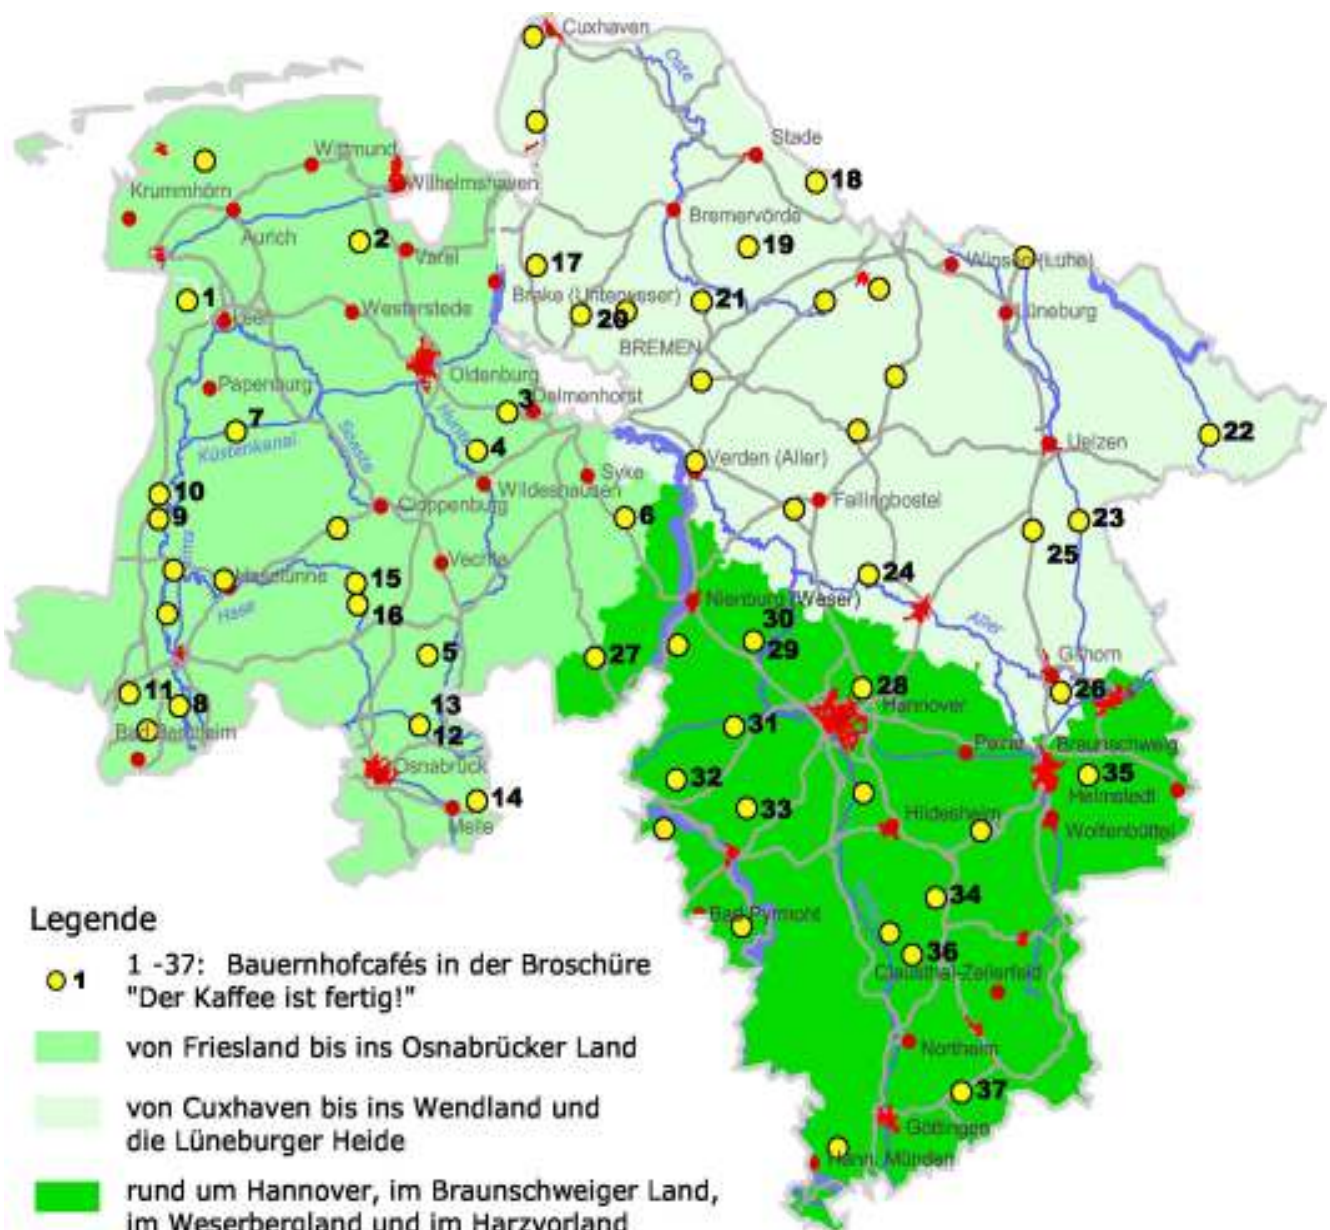 Cuxhaven
Oste
Stade
18
Wittmund
Wilhelmshaven
Krummhörn
Bremervörde
Aurich
2
Varel
19
17
Winsen (Luhe)
1
Leer
Westerstede
Brake (Unterweser)
20
21
Lüneburg
BREMEN
Oldenburg
Papenburg
3
Delmenhorst
7
Küstenkanal
Soeste
Hunte
4
22
Uelzen
Verden (Aller)
Syke
10
Wildeshausen
Cloppenburg
Fallingbostel
9
6
23
25
Vechta
Haselünne
15
24
Hase
16
Nienburg (Weser)
30
Aller
29
5
27
Gifhorn
11
8
28
26
13
Hannover
Bad Bentheim
12
31
Peine
Braunschweig
Osnabrück
32
35
14
33
Helmstedt
Melle
Hildesheim
Wolfenbüttel
34
Bad Pyrmont
36
Clausthal-Zellerfeld
Northeim
37
Göttingen
Hann. Münden
Legende
1
1 -37: Bauernhofcafés in der Broschüre
"Der Kaffee ist fertig!"
von Friesland bis ins Osnabrücker Land
von Cuxhaven bis ins Wendland und
die Lüneburger Heide
rund um Hannover, im Braunschweiger Land,
im Weserbergland und im Harzvorland